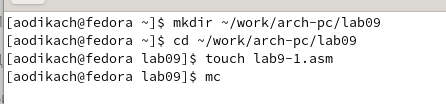 [aodikach@fedora ~]$ mkdir ~/work/arch-pc/lab09
[aodikach@fedora ~]$ cd ~/work/arch-pc/lab09
[aodikach@fedora lab09]$ touch lab9-1.asm
[aodikach@fedora lab09]$ mc